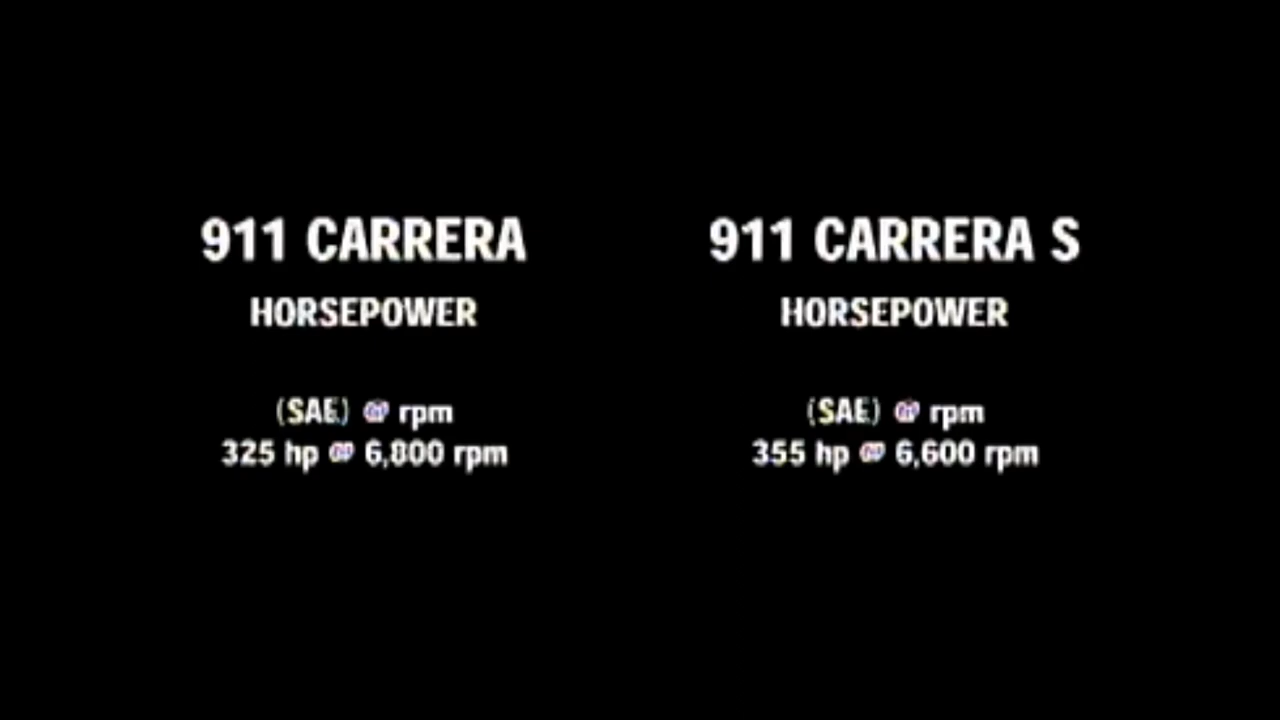 911 CARRERA
HORSEPOWER
(SAE) @ rpm
325 hp @ 6,800 rpm
911 CARRERA S
HORSEPOWER
(SAE) @ rpm
355 hp @ 6,600 rpm